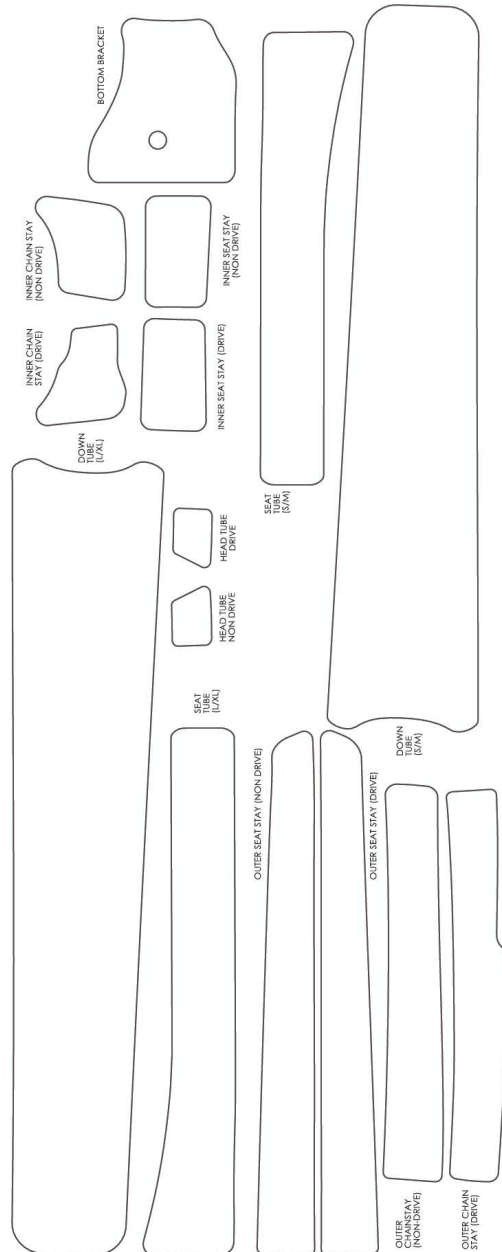 BOTTOM BRACKET
INNER CHAIN STAY
(NON DRIVE)
INNER SEAT STAY
(NON DRIVE)
INNER CHAIN
STAY (DRIVE)
INNER SEAT STAY (DRIVE)
DOWN
TUBE
(L/XL)
SEAT
TUBE
(S/M)
HEAD TUBE
DRIVE
HEAD TUBE
NON DRIVE
SEAT
TUBE
(L/XL)
DOWN
TUBE
(S/M)
OUTER SEAT STAY (NON DRIVE)
OUTER SEAT STAY (DRIVE)
OUTER
CHAINSTAY
(NON-DRIVE)
OUTER CHAIN
STAY (DRIVE)